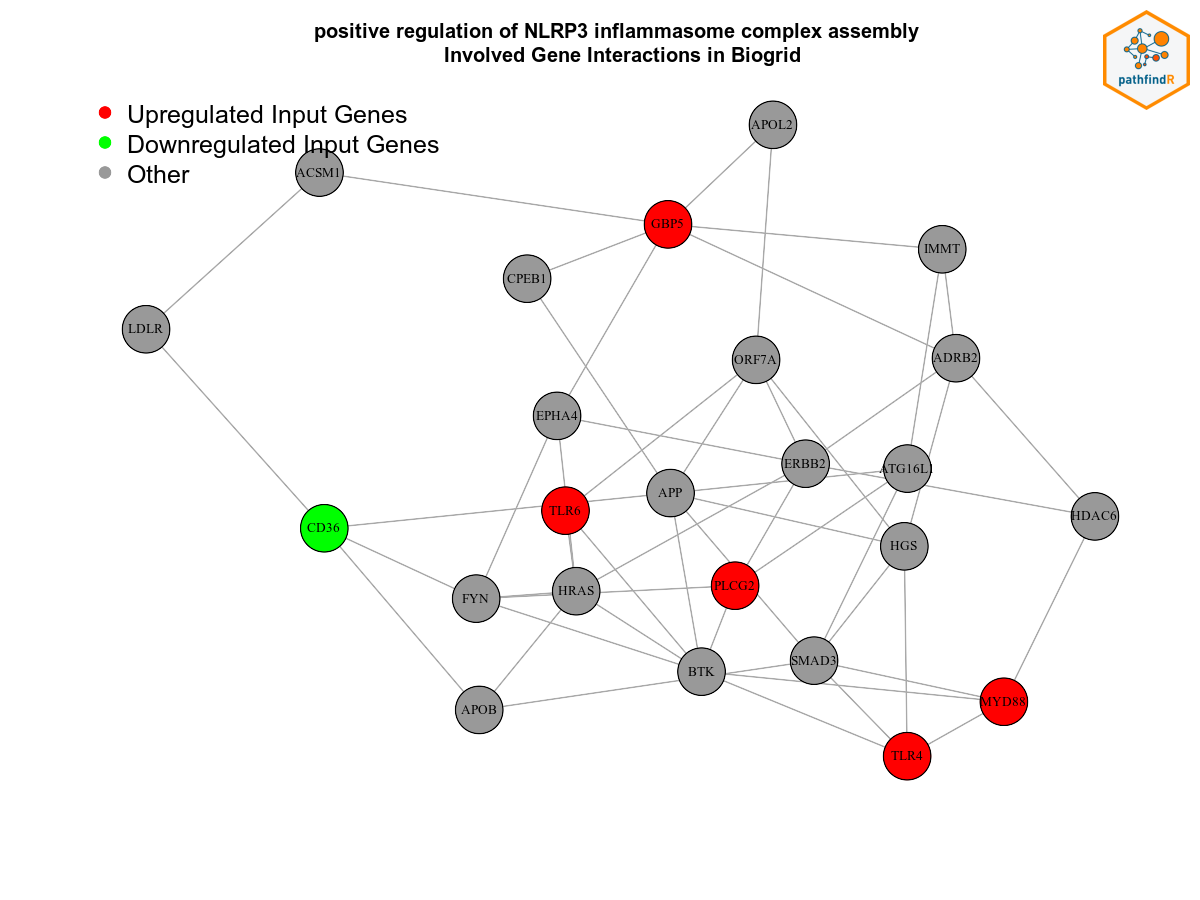 positive regulation of NLRP3 inflammasome complex assembly
Involved Gene Interactions in Biogrid
pathfindR
Upregulated Input Genes
Downregulated Input Genes
Other
APOL2
ACSM1
GBP5
IMMT
CPEB1
LDLR
ORF7A
ADRB2
EPHA4
ERBB2
ATG16L1
APP
TLR6
HDAC6
CD36
HGS
PLCG2
HRAS
FYN
SMAD3
BTK
MYD88
APOB
TLR4